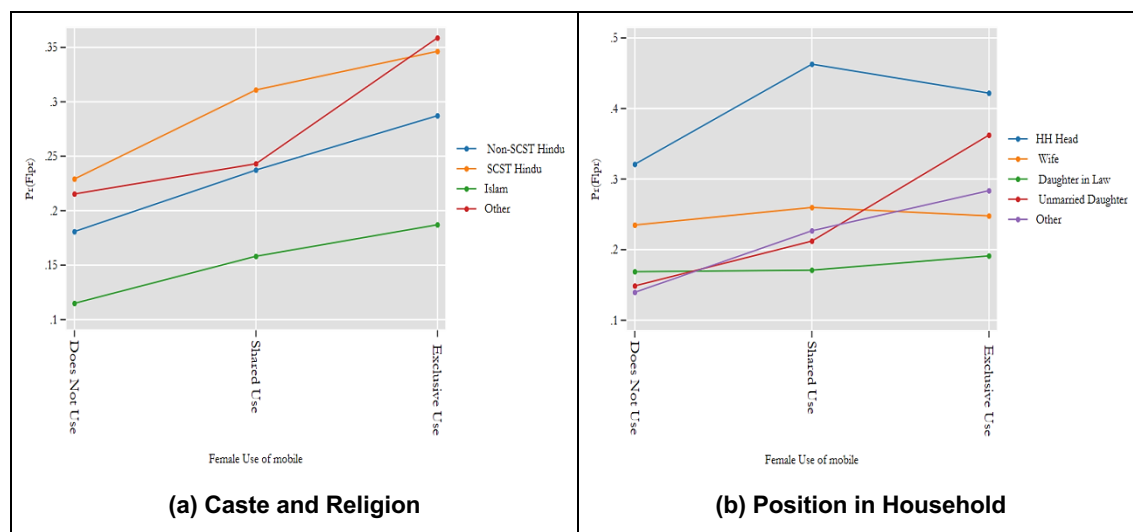 .35
.3
.25
.2
.15
.1
Pr(Flpr)
Does Not Use
Shared Use
Exclusive Use
Female Use of mobile
Non-SCST Hindu
SCST Hindu
Islam
Other
(a) Caste and Religion
.5
.4
.3
.2
.1
Pr(Flpr)
Does Not Use
Shared Use
Exclusive Use
Female Use of mobile
HH Head
Wife
Daughter in Law
Unmarried Daughter
Other
(b) Position in Household